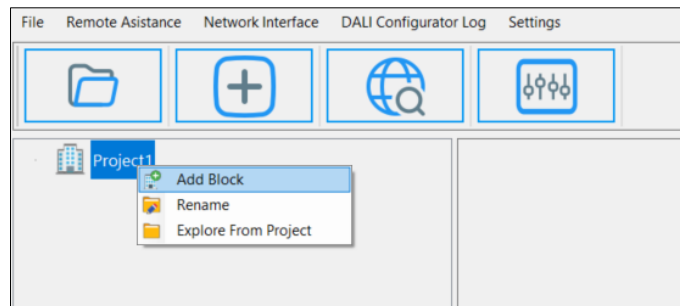 File Remote Asistance Network Interface DALI Configurator Log Settings
Project1
Add Block
Rename
Explore From Project